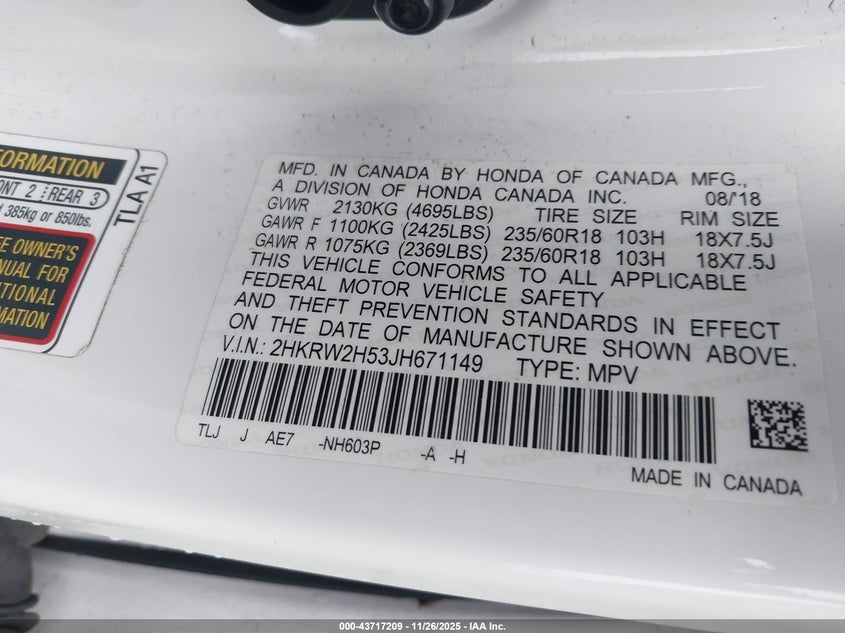 FORMATION
ONT 2 REAR 3
385kg or 850lbs.
E OWNER'S
NUAL FOR
ITIONAL
MATION
TLA A1
MFD. IN CANADA BY HONDA OF CANADA MFG.,
A DIVISION OF HONDA CANADA INC. 08/'18
GVWR 2130KG (4695LBS) TIRE SIZE RIM SIZE
GAWR F 1100KG (2425LBS) 235/60R18 103H 18X7.5J
GAWR R 1075KG (2369LBS) 235/60R18 103H 18X7.5J
THIS VEHICLE CONFORMS TO ALL APPLICABLE
FEDERAL MOTOR VEHICLE SAFETY
AND THEFT PREVENTION STANDARDS IN EFFECT
ON THE DATE OF MANUFACTURE SHOWN ABOVE.
V.I.N.: 2HKRW2H53JH671149 TYPE: MPV
TLJ J AE7 -NH603P -A -H
MADE IN CANADA
000-43717209 - 11/26/2025 - IAA Inc.